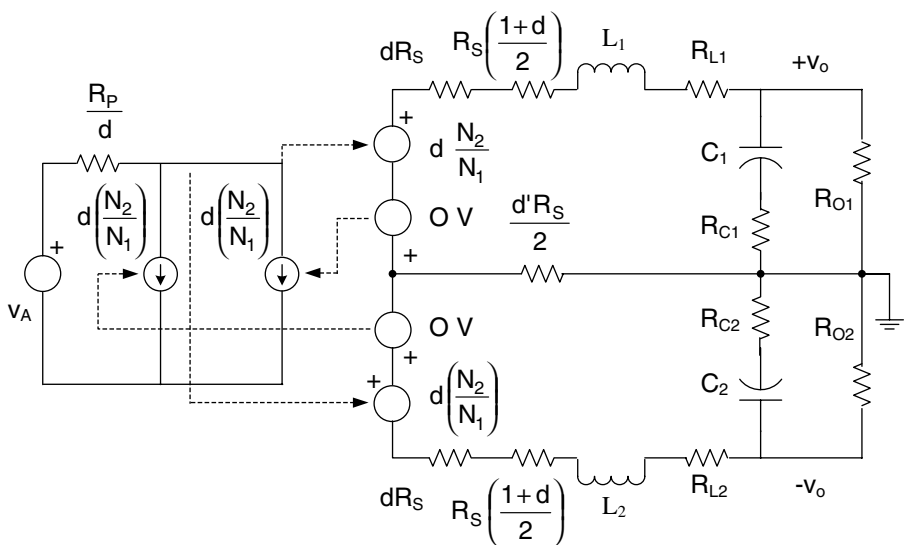 dR_S
R_S(1+d/2)
L_1
R_L1
+v_o
R_P/d
+
+
d N_2/N_1
C_1
R_O1
d(N_2/N_1)
d(N_2/N_1)
O V
d'R_S/2
R_C1
+
+
v_A
O V
R_C2
R_O2
+
+
d(N_2/N_1)
C_2
dR_S
R_S(1+d/2)
L_2
R_L2
-v_o